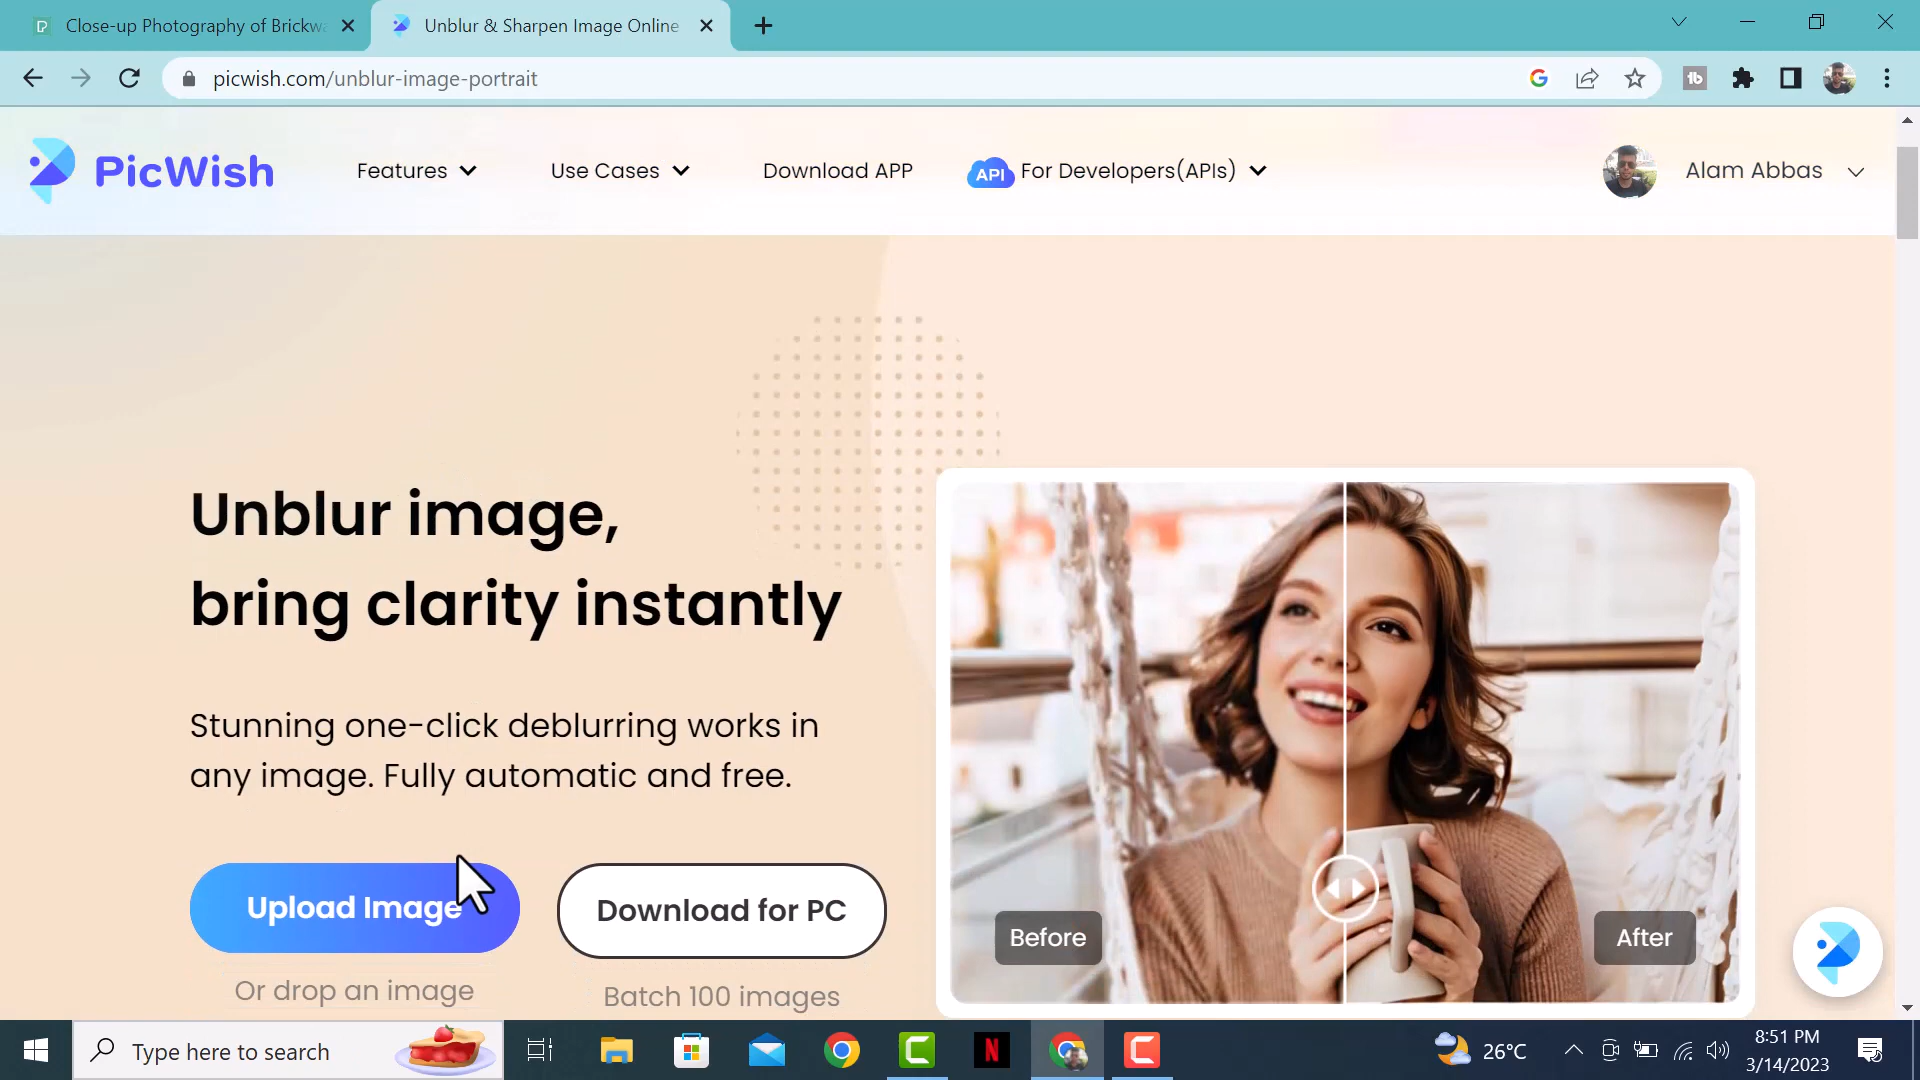 Close-up Photography of Brickwa
Unblur & Sharpen Image Online
picwish.com/unblur-image-portrait
PicWish
Features
Use Cases
Download APP
API
For Developers(APIs)
Alam Abbas
Unblur image,
bring clarity instantly
Stunning one-click deblurring works in
any image. Fully automatic and free.
Upload Image
Download for PC
Or drop an image
Batch 100 images
Before
After
Type here to search
26°C
8:51 PM
3/14/2023